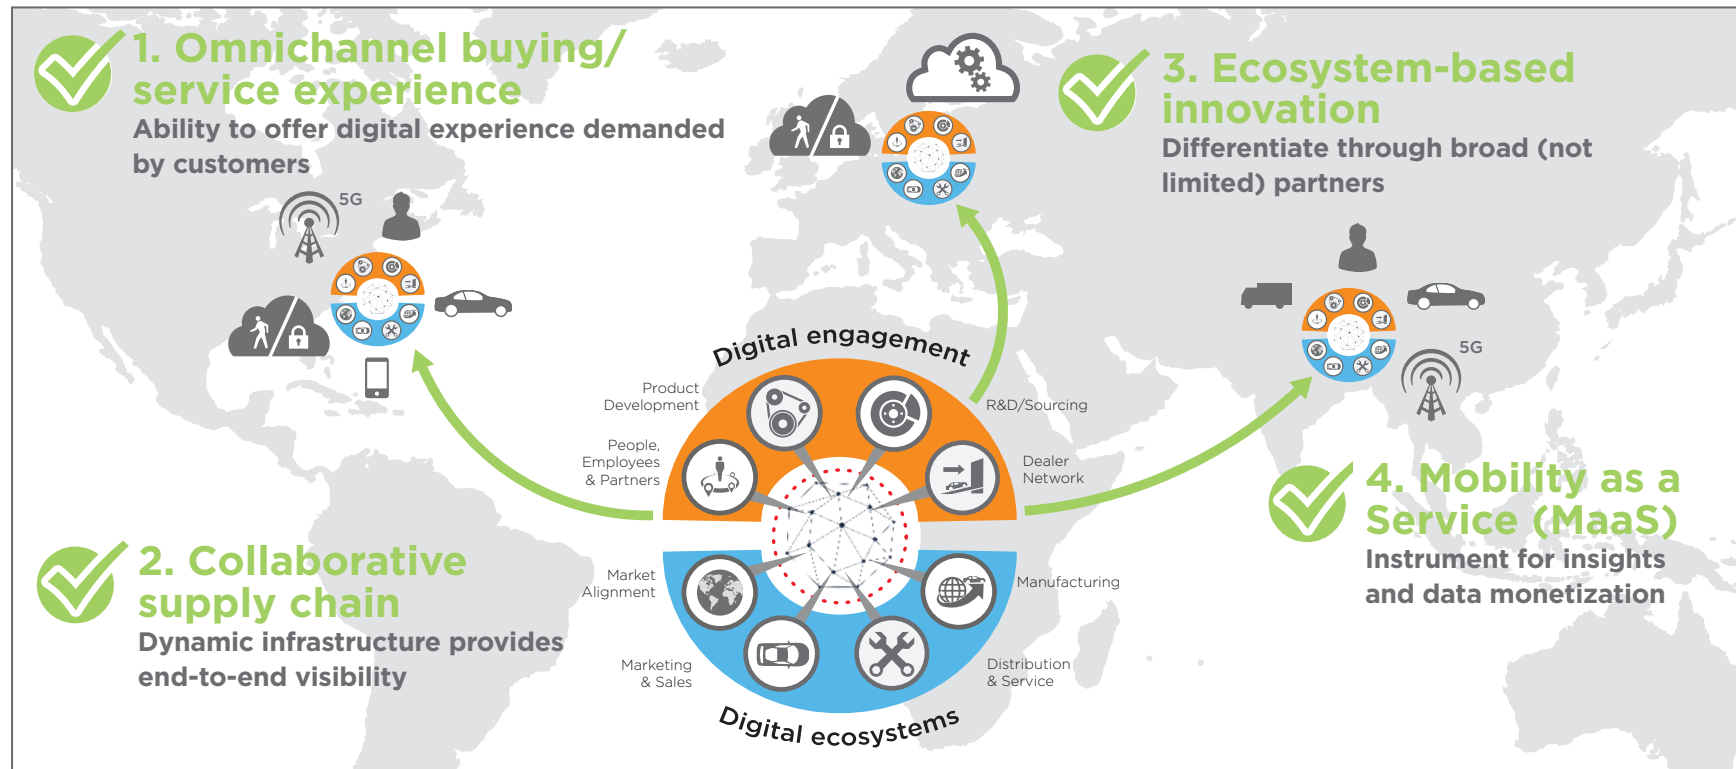 1. Omnichannel buying/
service experience
Ability to offer digital experience demanded
by customers
5G
2. Collaborative
supply chain
Dynamic infrastructure provides
end-to-end visibility
3. Ecosystem-based
innovation
Differentiate through broad (not
limited) partners
5G
4. Mobility as a
Service (MaaS)
Instrument for insights
and data monetization
Digital engagement
Product
Development
R&D/Sourcing
People,
Employees
& Partners
Dealer
Network
Market
Alignment
Manufacturing
Marketing
& Sales
Distribution
& Service
Digital ecosystems